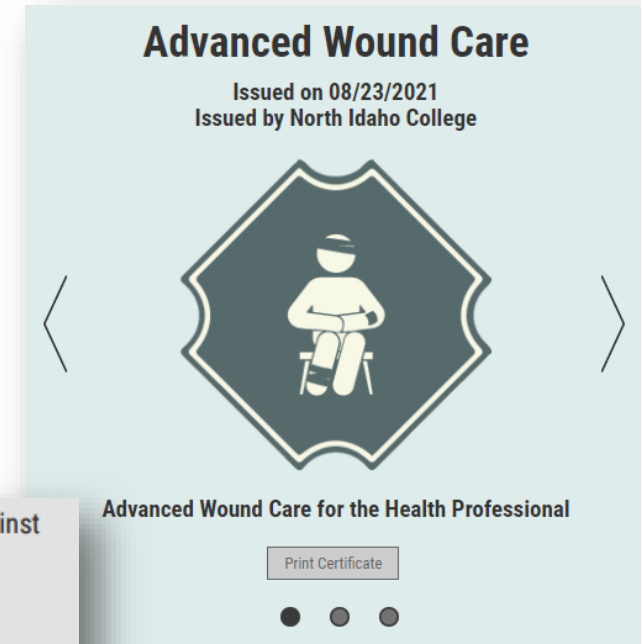 Advanced Wound Care
Issued on 08/23/2021
Issued by North Idaho College
Advanced Wound Care for the Health Professional
inst
Print Certificate